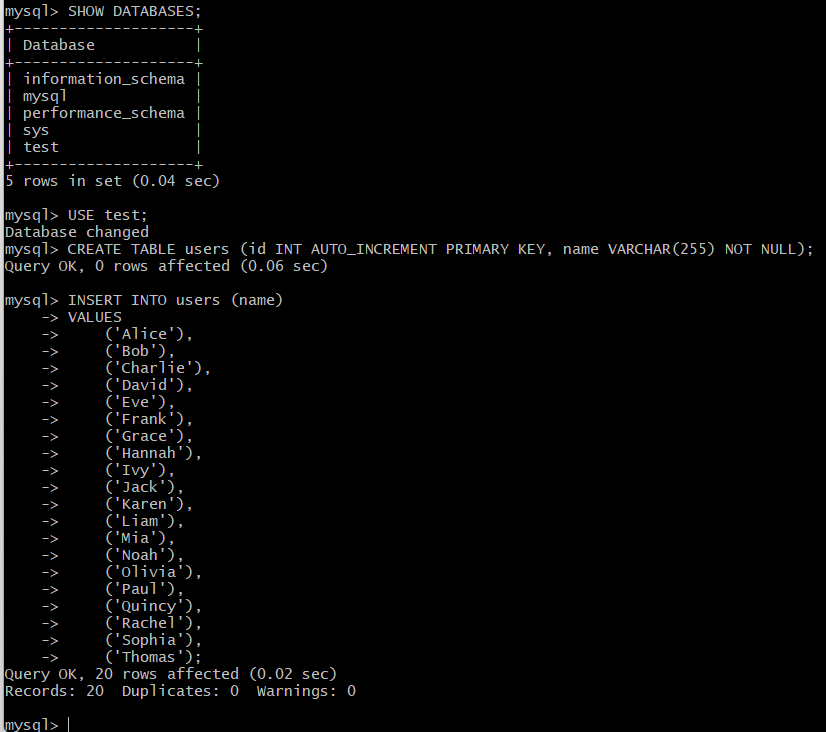 mysql> SHOW DATABASES;
+--------------------+
| Database           |
+--------------------+
| information_schema |
| mysql              |
| performance_schema |
| sys                |
| test               |
+--------------------+
5 rows in set (0.04 sec)

mysql> USE test;
Database changed
mysql> CREATE TABLE users (id INT AUTO_INCREMENT PRIMARY KEY, name VARCHAR(255) NOT NULL);
Query OK, 0 rows affected (0.06 sec)

mysql> INSERT INTO users (name)
    -> VALUES
    ->     ('Alice'),
    ->     ('Bob'),
    ->     ('Charlie'),
    ->     ('David'),
    ->     ('Eve'),
    ->     ('Frank'),
    ->     ('Grace'),
    ->     ('Hannah'),
    ->     ('Ivy'),
    ->     ('Jack'),
    ->     ('Karen'),
    ->     ('Liam'),
    ->     ('Mia'),
    ->     ('Noah'),
    ->     ('Olivia'),
    ->     ('Paul'),
    ->     ('Quincy'),
    ->     ('Rachel'),
    ->     ('Sophia'),
    ->     ('Thomas');
Query OK, 20 rows affected (0.02 sec)
Records: 20  Duplicates: 0  Warnings: 0

mysql>